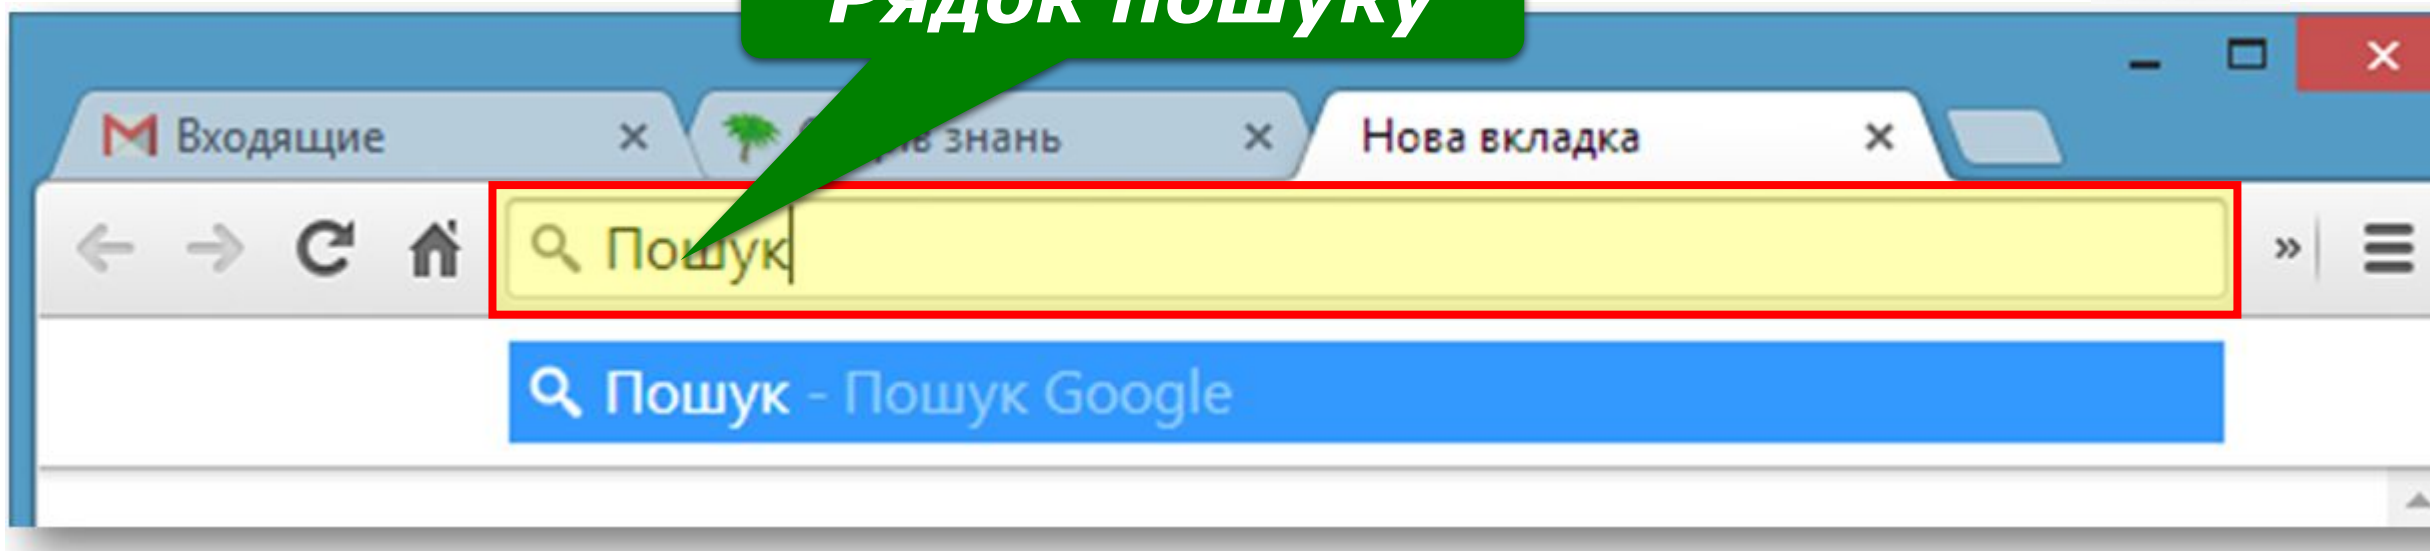 Рядок пошуку
Входящие
знань
Нова вкладка
Пошук
Пошук - Пошук Google